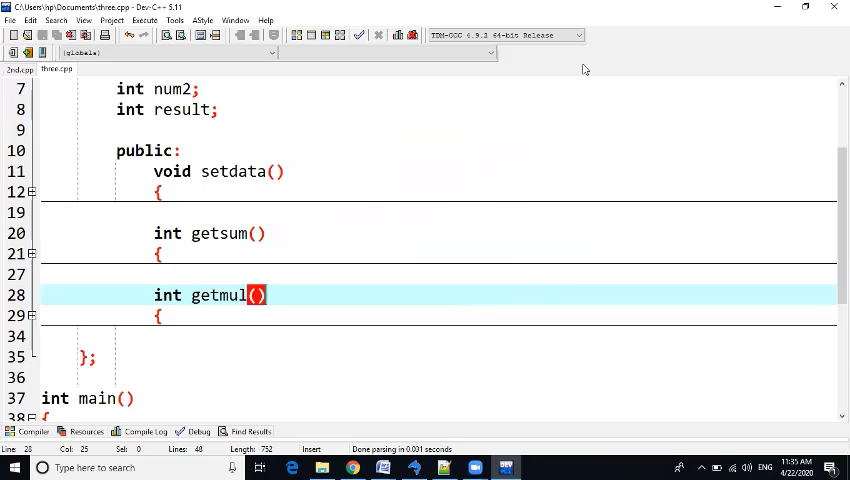 C:\Users\hp\Documents\three.cpp - Dev-C++ 5.11
File Edit Search View Project Execute Tools AStyle Window Help
TDM-GCC 4.9.2 64-bit Release
(globals)
2nd.cpp three.cpp
7 int num2;
8 int result;
9
10 public:
11 void setdata()
12 {
19
20 int getsum()
21 {
27
28 int getmul()
29 {
34
35 };
36
37 int main()
38 {
Compiler Resources Compile Log Debug Find Results
Line: 28 Col: 25 Sel: 0 Lines: 48 Length: 752 Insert Done parsing in 0.031 seconds
Type here to search
DEV
ENG
11:35 AM
4/22/2020
1